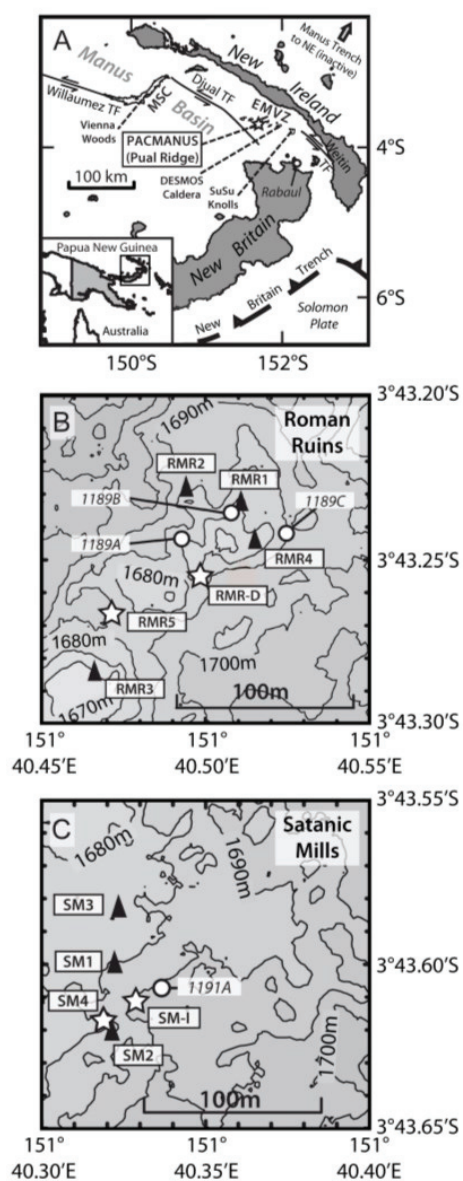 A
Manus Trench
to NE (inactive)
New
Ireland
Manus
Basin
Willaumez TF
MSC
Djual TF
EMVZ
Vienna
Woods
PACMANUS
(Pual Ridge)
Weitin
TF
4°S
100 km
DESMOS
Caldera
SuSu
Knolls
Rabaul
New Britain
Papua New Guinea
Australia
New Britain Trench
Solomon
Plate
6°S
150°S
152°S
B
Roman
Ruins
3°43.20'S
1690m
RMR2
RMR1
1189B
1189C
1189A
RMR4
3°43.25'S
1680m
RMR-D
RMR5
1680m
1700m
RMR3
100m
1670m
3°43.30'S
151° 151° 151°
40.45'E 40.50'E 40.55'E
C
Satanic
Mills
3°43.55'S
1680m
1690m
SM3
SM1
3°43.60'S
1191A
SM4
SM-I
SM2
1700m
100m
3°43.65'S
151° 151° 151°
40.30'E 40.35'E 40.40'E